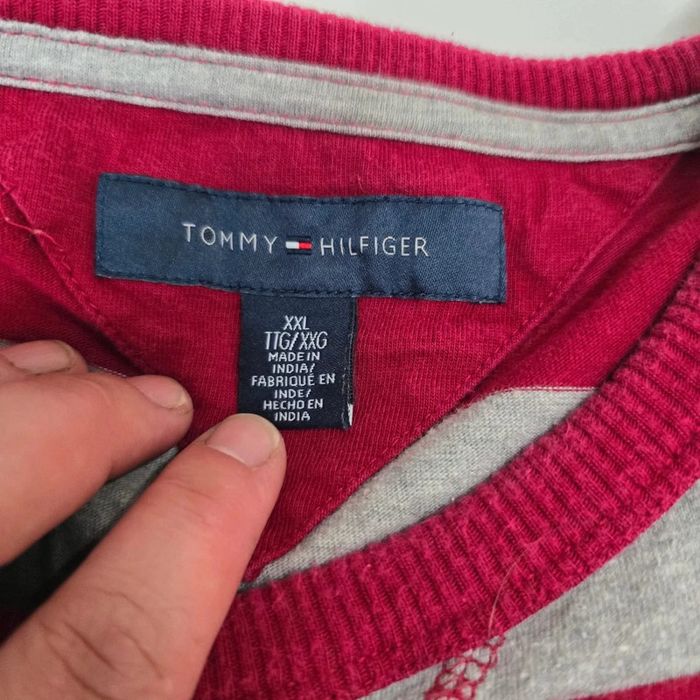 TOMMY HILFIGER
XXL
TTG/XXG
MADE IN
INDIA/
FABRIQUÉ EN
INDE/
HECHO EN
INDIA